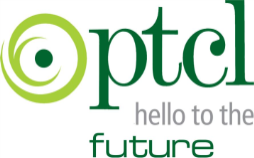 ptcl
hello to the
future